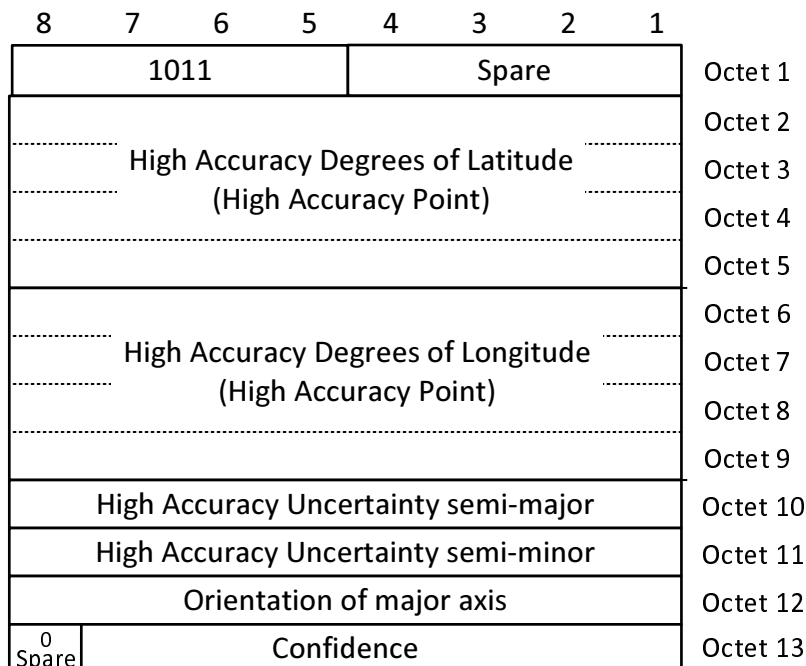 8 7 6 5 4 3 2 1
1011 Spare Octet 1
Octet 2
High Accuracy Degrees of Latitude Octet 3
(High Accuracy Point) Octet 4
Octet 5
Octet 6
High Accuracy Degrees of Longitude Octet 7
(High Accuracy Point) Octet 8
Octet 9
High Accuracy Uncertainty semi-major Octet 10
High Accuracy Uncertainty semi-minor Octet 11
Orientation of major axis Octet 12
0
Spare Confidence Octet 13